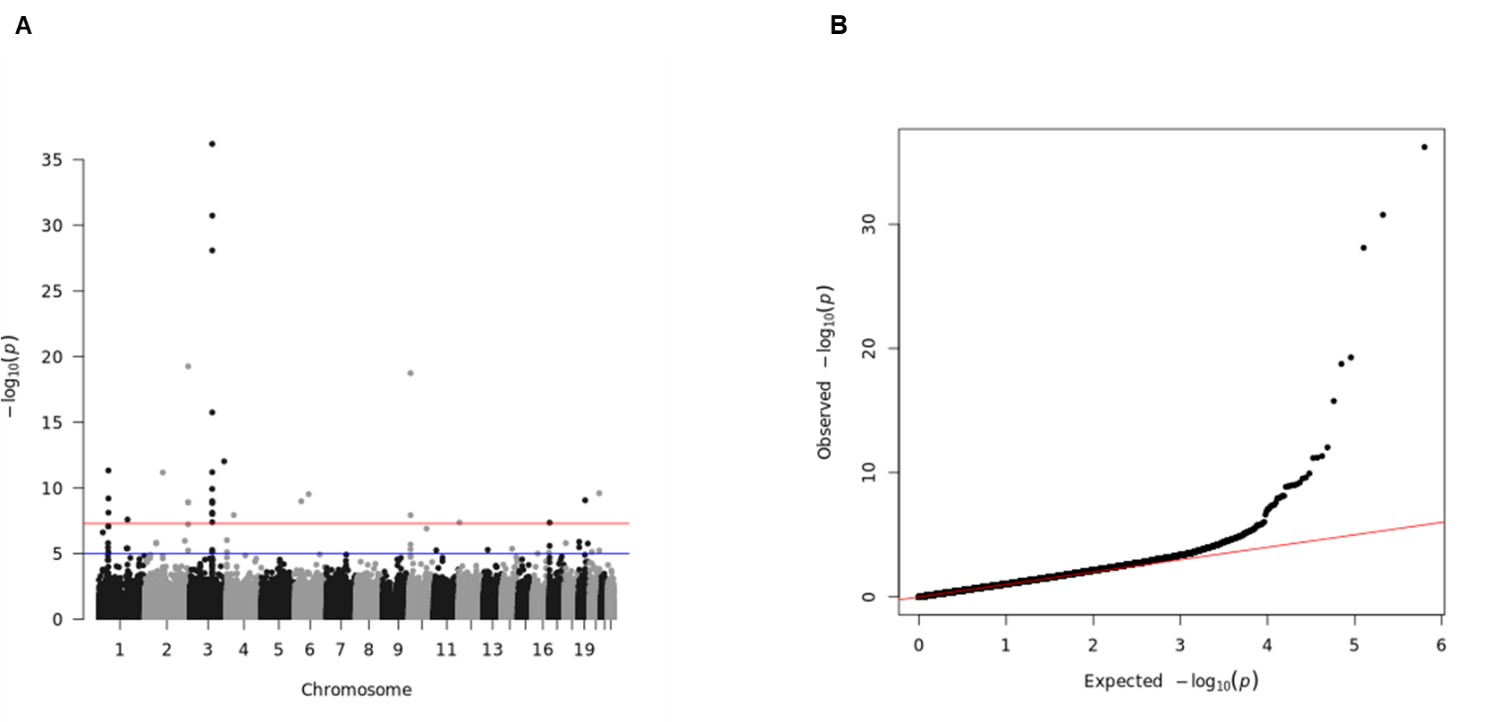 A
B
35
30
25
20
15
10
5
0
−log10(p)
1 2 3 4 5 6 7 8 9 11 13 16 19
Chromosome
30
20
10
0
Observed −log10(p)
0 1 2 3 4 5 6
Expected −log10(p)